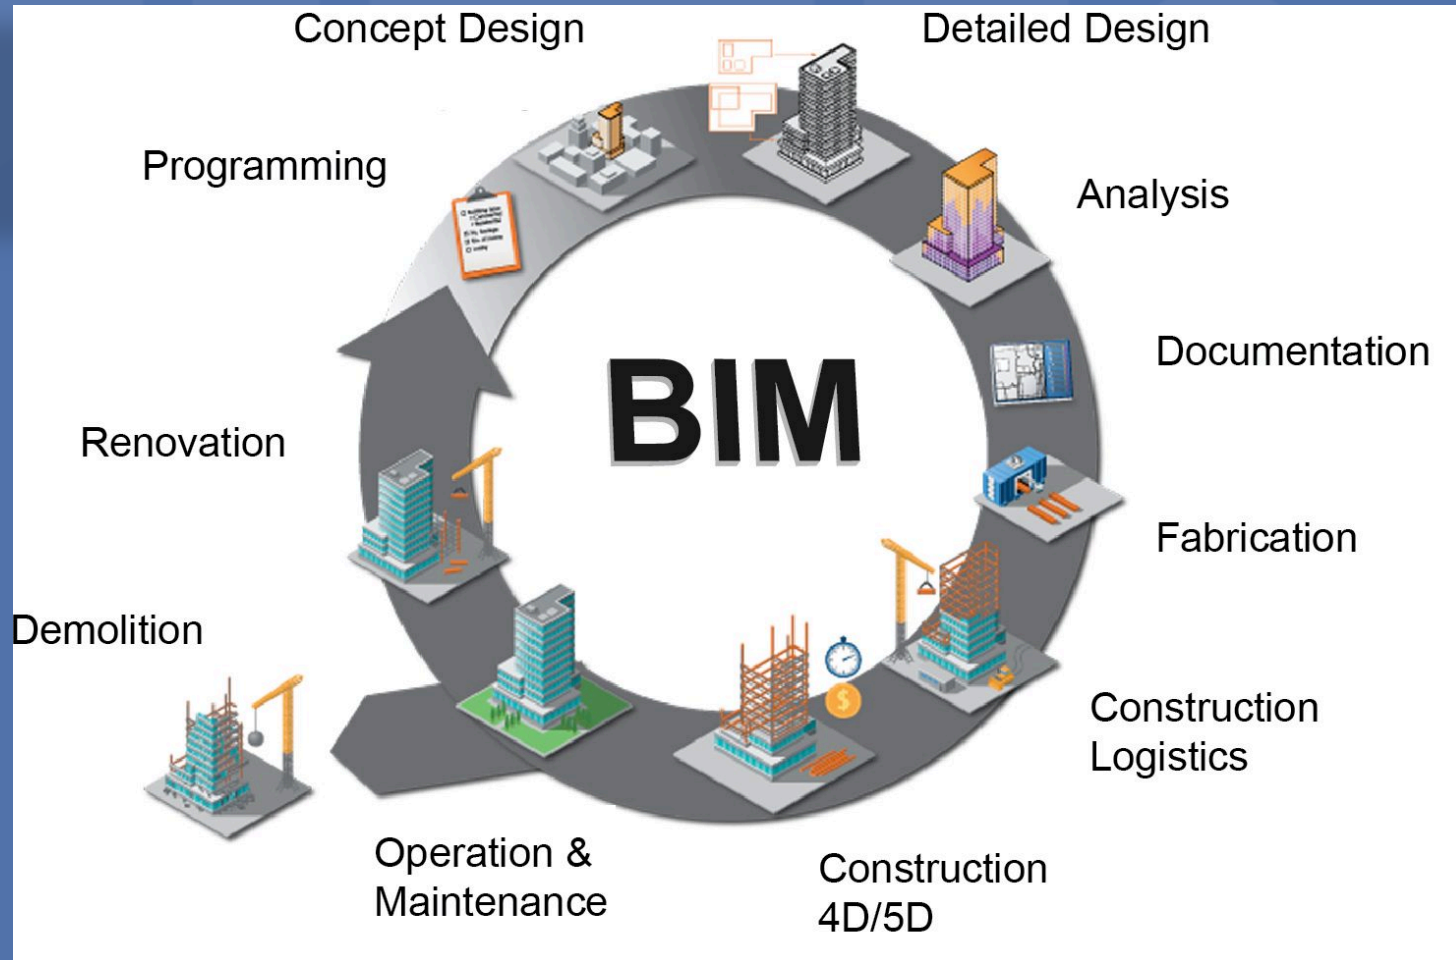 Concept Design
Detailed Design
Programming
Analysis
BIM
Documentation
Renovation
Fabrication
Demolition
Construction
Logistics
Operation &
Maintenance
Construction
4D/5D
$